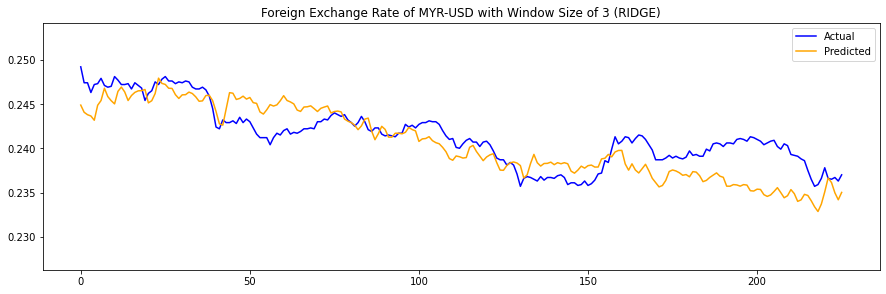 Foreign Exchange Rate of MYR-USD with Window Size of 3 (RIDGE)
Actual
Predicted
0.250
0.245
0.240
0.235
0.230
0 50 100 150 200